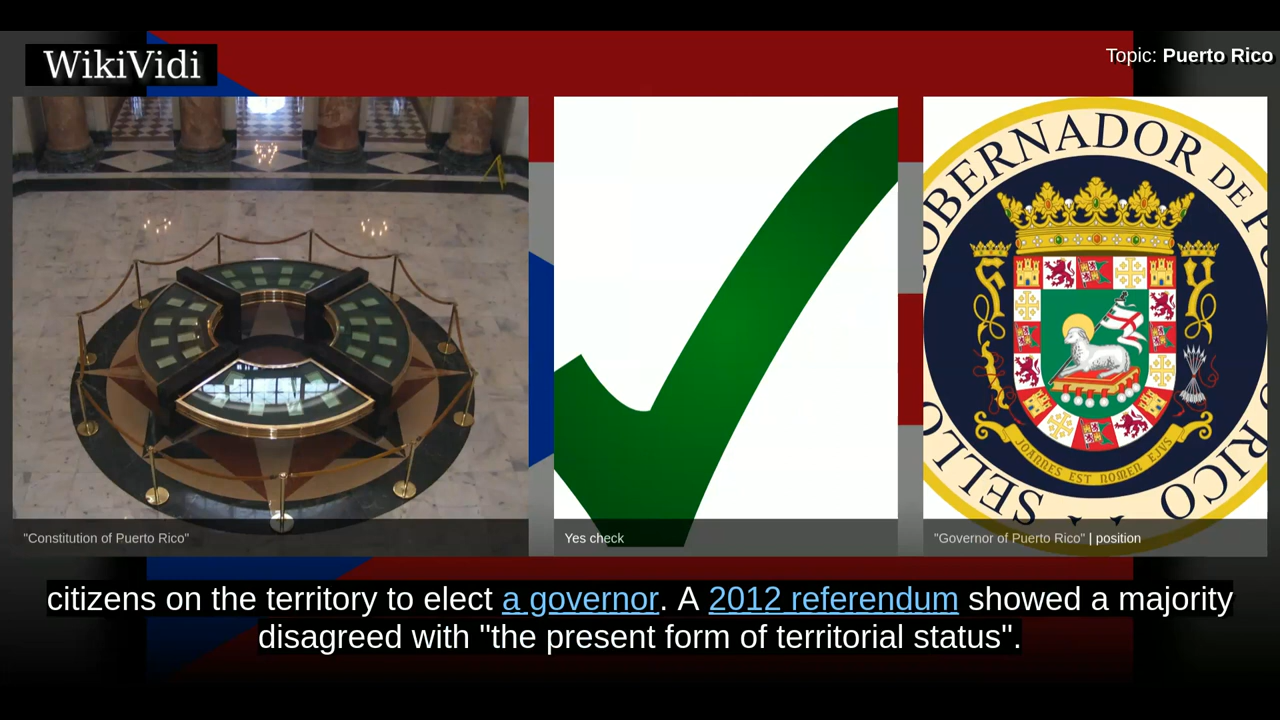 WikiVidi
Topic: Puerto Rico
GOBERNADOR DE P
SELLO
RICO
JOANNES EST NOMEN EJVS
"Constitution of Puerto Rico"
Yes check
"Governor of Puerto Rico" | position
citizens on the territory to elect a governor. A 2012 referendum showed a majority
disagreed with "the present form of territorial status".